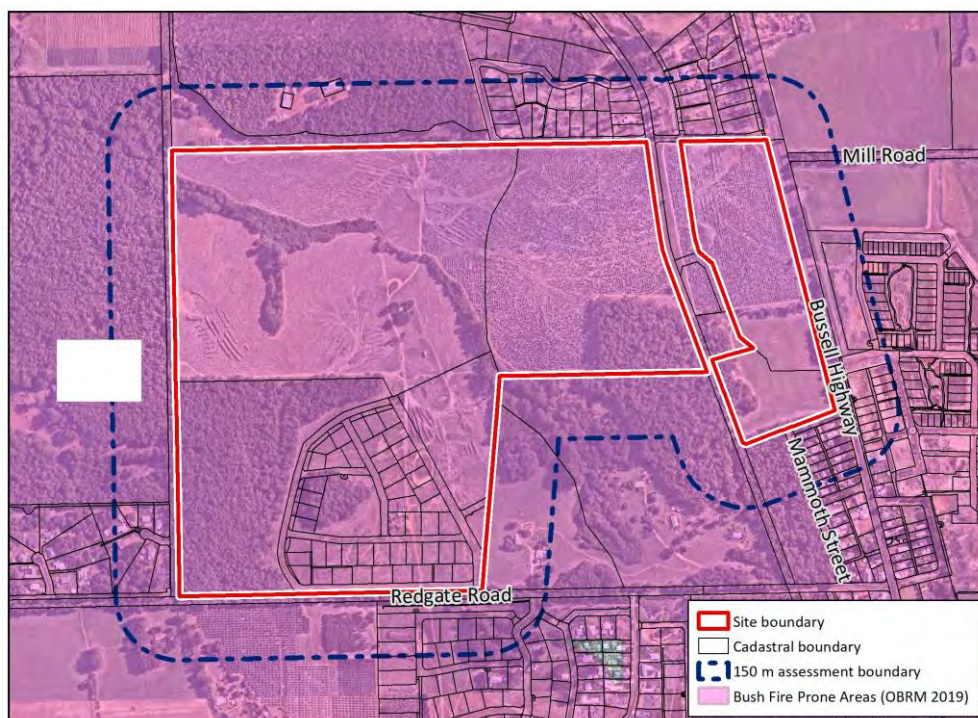 Mill Road
Bussell Highway
Mammoth Street
Redgate Road
Site boundary
Cadastral boundary
150 m assessment boundary
Bush Fire Prone Areas (OBRM 2019)